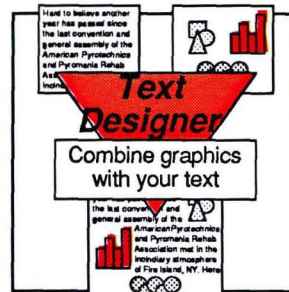 Hard to believe another
year has passed since
the last convention and
general assembly of the
American Pyrotechnics
and Pyromania Rehab
Text
Designer
Combine graphics
with your text
the last convention and
general assembly of the
American Pyrotechnics
and Pyromania Rehab
Association met in the
incindiary atmosphere
of Fire Island, NY. Here